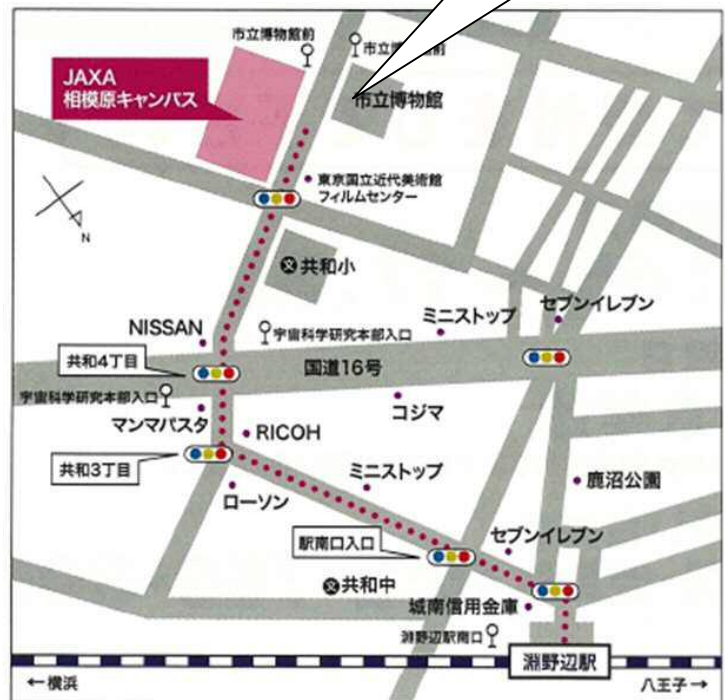 市立博物館前
市立博物館前
JAXA
相模原キャンパス
市立博物館
東京国立近代美術館
フィルムセンター
N
文共和小
セブンイレブン
ミニストップ
NISSAN
宇宙科学研究本部入口
共和4丁目
国道16号
宇宙科学研究本部入口
コジマ
マンマパスタ
RICOH
共和3丁目
ミニストップ
鹿沼公園
ローソン
セブンイレブン
駅南口入口
文共和中
城南信用金庫
淵野辺駅南口
淵野辺駅
←横浜
八王子→